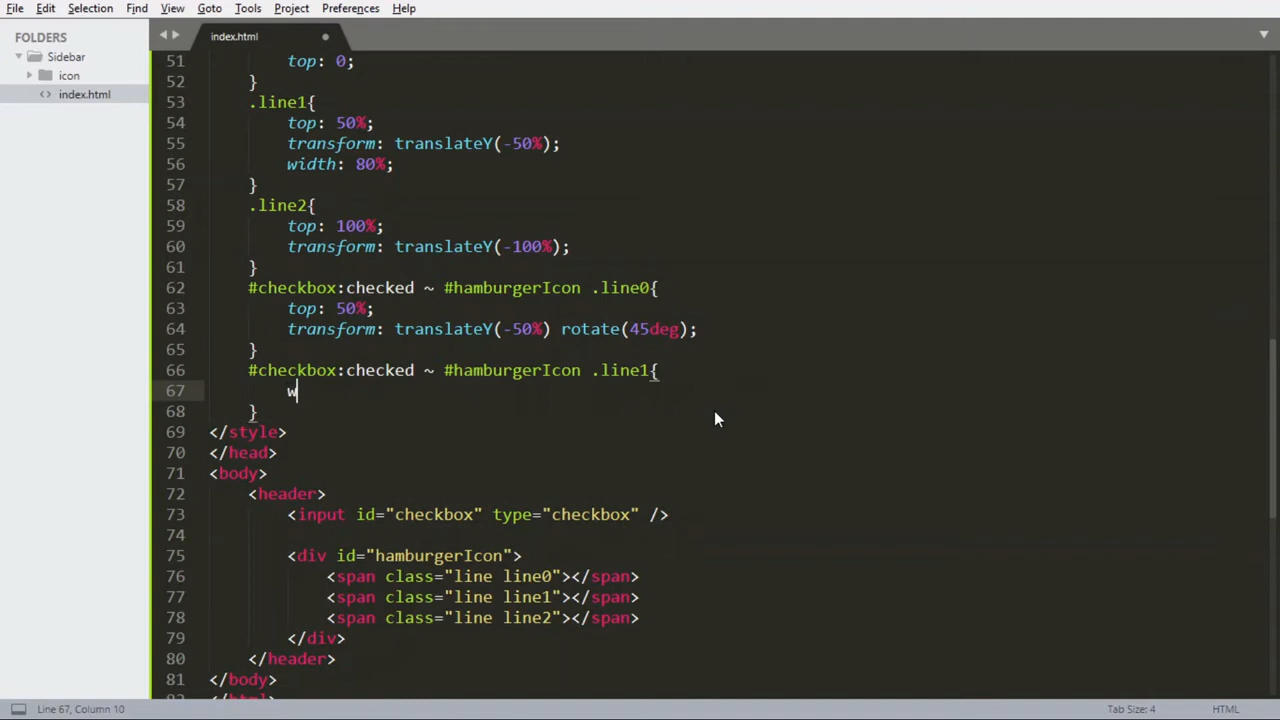 File Edit Selection Find View Goto Tools Project Preferences Help
FOLDERS
Sidebar
icon
<> index.html
index.html
51 top: 0;
52 }
53 .line1{
54 top: 50%;
55 transform: translateY(-50%);
56 width: 80%;
57 }
58 .line2{
59 top: 100%;
60 transform: translateY(-100%);
61 }
62 #checkbox:checked ~ #hamburgerIcon .line0{
63 top: 50%;
64 transform: translateY(-50%) rotate(45deg);
65 }
66 #checkbox:checked ~ #hamburgerIcon .line1{
67 w
68 }
69 </style>
70 </head>
71 <body>
72 <header>
73 <input id="checkbox" type="checkbox" />
74
75 <div id="hamburgerIcon">
76 <span class="line line0"></span>
77 <span class="line line1"></span>
78 <span class="line line2"></span>
79 </div>
80 </header>
81 </body>
82 </html>
Line 67, Column 10 Tab Size: 4 HTML